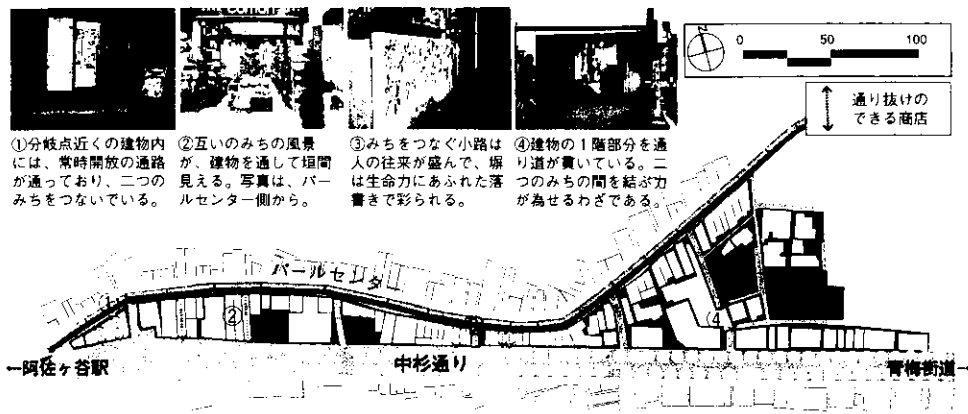 N
0 50 100
通り抜けの
できる商店
①分岐点近くの建物内
には、常時開放の通路
が通っており、二つの
みちをつないでいる。
②互いのみちの風景
が、建物を通して垣間
見える。写真は、パー
ルセンター側から。
③みちをつなぐ小路は
人の往来が盛んで、塀
は生命力にあふれた落
書きで彩られる。
④建物の1階部分を通
り道が貫いている。二
つのみちの間を結ぶ力
が為せるわざである。
パールセンタ
②
④
←阿佐ヶ谷駅
中杉通り
青梅街道→